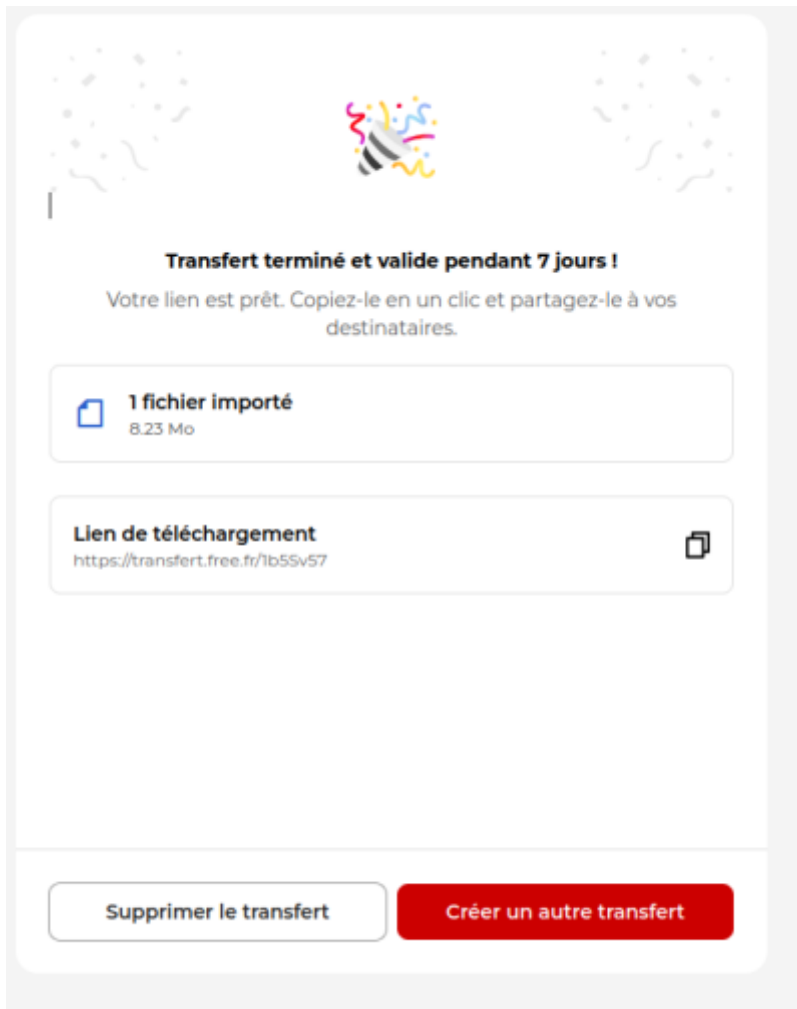 Transfert terminé et valide pendant 7 jours !
Votre lien est prêt. Copiez-le en un clic et partagez-le à vos
destinataires.
1 fichier importé
8.23 Mo
Lien de téléchargement
https://transfert.free.fr/1b5Sv57
Supprimer le transfert
Créer un autre transfert